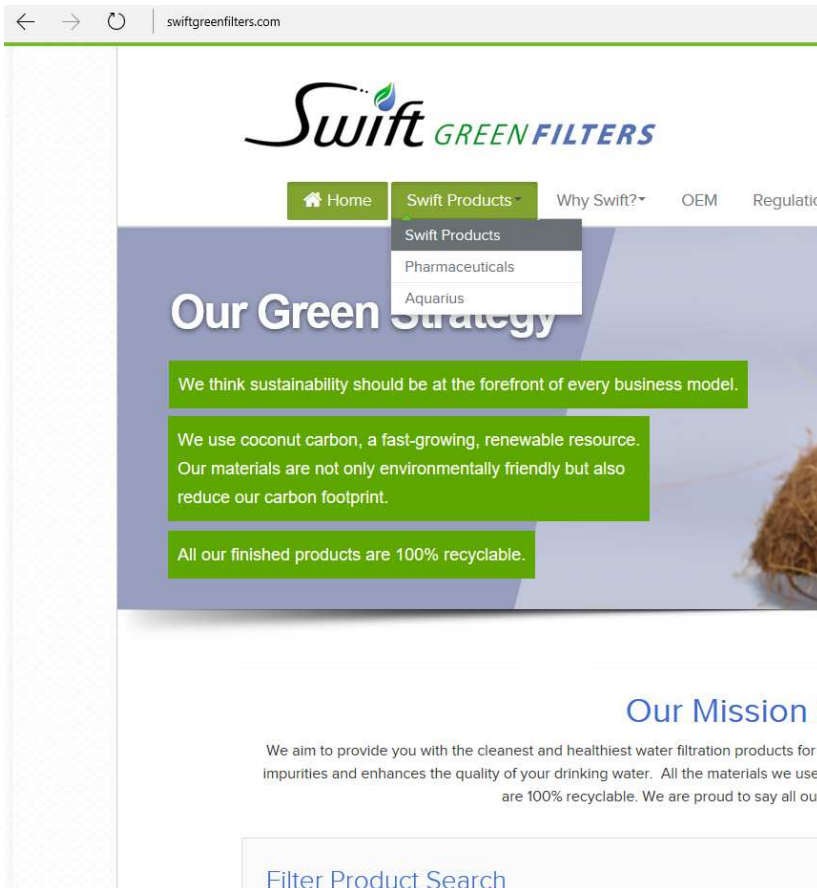 swiftgreenfilters.com
Swift GREEN FILTERS
Home Swift Products Why Swift? OEM Regulatio
Swift Products
Pharmaceuticals
Aquarius
Our Green Strategy
We think sustainability should be at the forefront of every business model.
We use coconut carbon, a fast-growing, renewable resource.
Our materials are not only environmentally friendly but also
reduce our carbon footprint.
All our finished products are 100% recyclable.
Our Mission
We aim to provide you with the cleanest and healthiest water filtration products for
impurities and enhances the quality of your drinking water. All the materials we use
are 100% recyclable. We are proud to say all ou
Filter Product Search